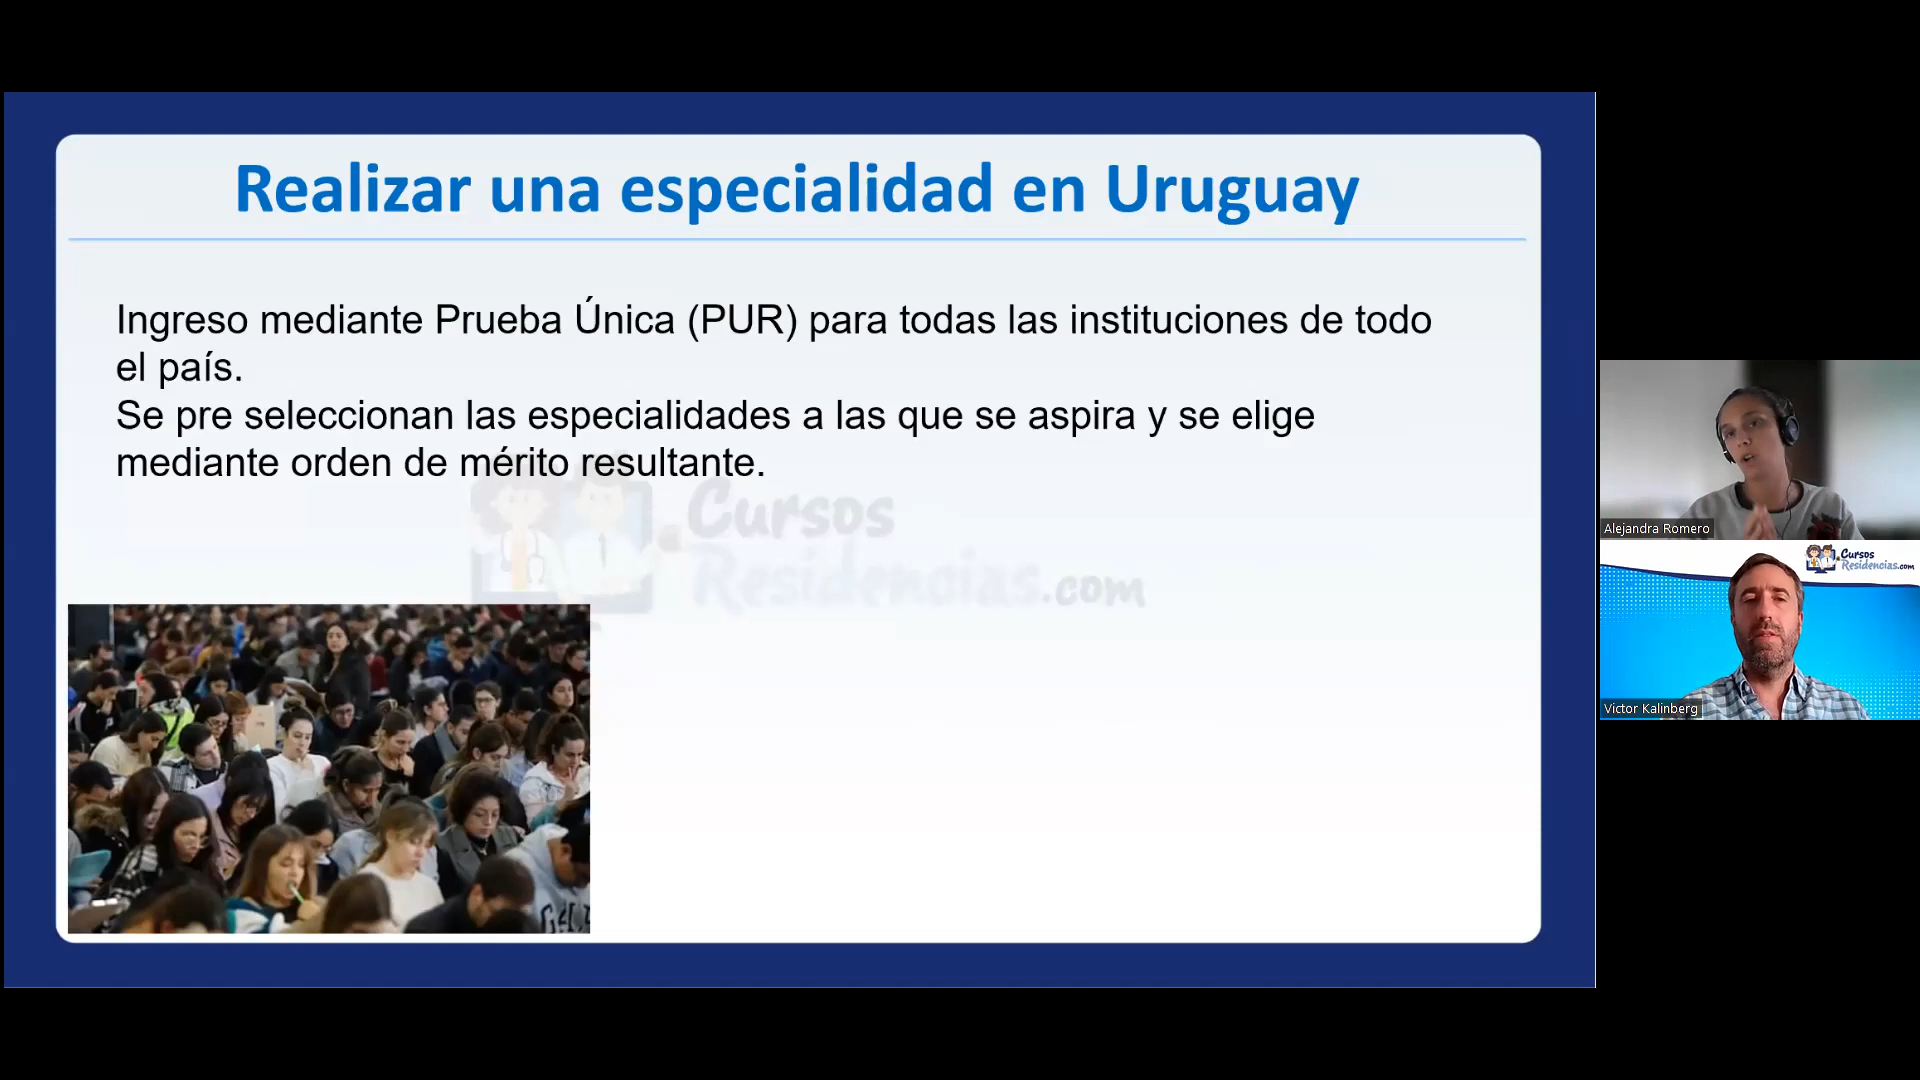 Realizar una especialidad en Uruguay
Ingreso mediante Prueba Única (PUR) para todas las instituciones de todo
el país.
Se pre seleccionan las especialidades a las que se aspira y se elige
mediante orden de mérito resultante.
Cursos
Residencias.com
Alejandra Romero
Cursos
Residencias.com
Victor Kalinberg